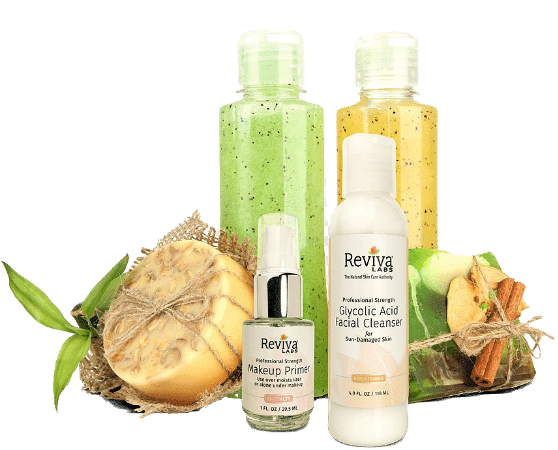 Reviva
LABS
The Natural Skin Care Authority
Professional Strength
Glycolic Acid
Facial Cleanser
for
Sun-Damaged Skin
4.0 FL. OZ / 118 ML
Reviva
LABS
Professional Strength
Makeup Primer
Use over moisturizer
or alone under makeup
1 FL. OZ / 29.5 ML